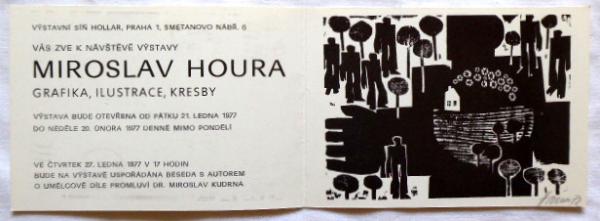 VÝSTAVNÍ SÍŇ HOLLAR, PRAHA 1, SMETANOVO NÁBŘ. 6
VÁS ZVE K NÁVŠTĚVĚ VÝSTAVY
MIROSLAV HOURA
GRAFIKA, ILUSTRACE, KRESBY
VÝSTAVA BUDE OTEVŘENA OD PÁTKU 21. LEDNA 1977
DO NEDĚLE 20. ÚNORA 1977 DENNĚ MIMO PONDĚLÍ
VE ČTVRTEK 27. LEDNA 1977 V 17 HODIN
BUDE NA VÝSTAVĚ USPOŘÁDÁNA BESEDA S AUTOREM
O UMĚLCOVĚ DÍLE PROMLUVÍ DR. MIROSLAV KUDRNA